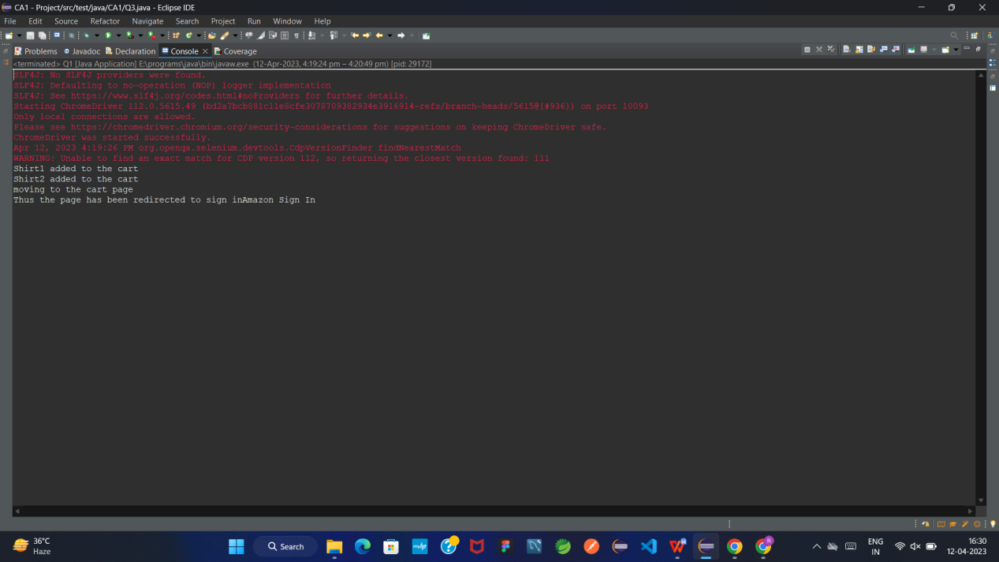 CA1 - Project/src/test/java/CA1/Q3.java - Eclipse IDE
File Edit Source Refactor Navigate Search Project Run Window Help
Problems Javadoc Declaration Console Coverage
<terminated> Q1 [Java Application] E:\programs\java\bin\javaw.exe (12-Apr-2023, 4:19:24 pm – 4:20:49 pm) [pid: 29172]
SLF4J: No SLF4J providers were found.
SLF4J: Defaulting to no-operation (NOP) logger implementation
SLF4J: See https://www.slf4j.org/codes.html#noProviders for further details.
Starting ChromeDriver 112.0.5615.49 (bd2a7bcb881c11e8cfe3078709382934e3916914-refs/branch-heads/5615@{#936}) on port 10093
Only local connections are allowed.
Please see https://chromedriver.chromium.org/security-considerations for suggestions on keeping ChromeDriver safe.
ChromeDriver was started successfully.
Apr 12, 2023 4:19:26 PM org.openqa.selenium.devtools.CdpVersionFinder findNearestMatch
WARNING: Unable to find an exact match for CDP version 112, so returning the closest version found: 111
Shirt1 added to the cart
Shirt2 added to the cart
moving to the cart page
Thus the page has been redirected to sign inAmazon Sign In
36°C
Haze
Search
myhp
ENG
IN
16:30
12-04-2023